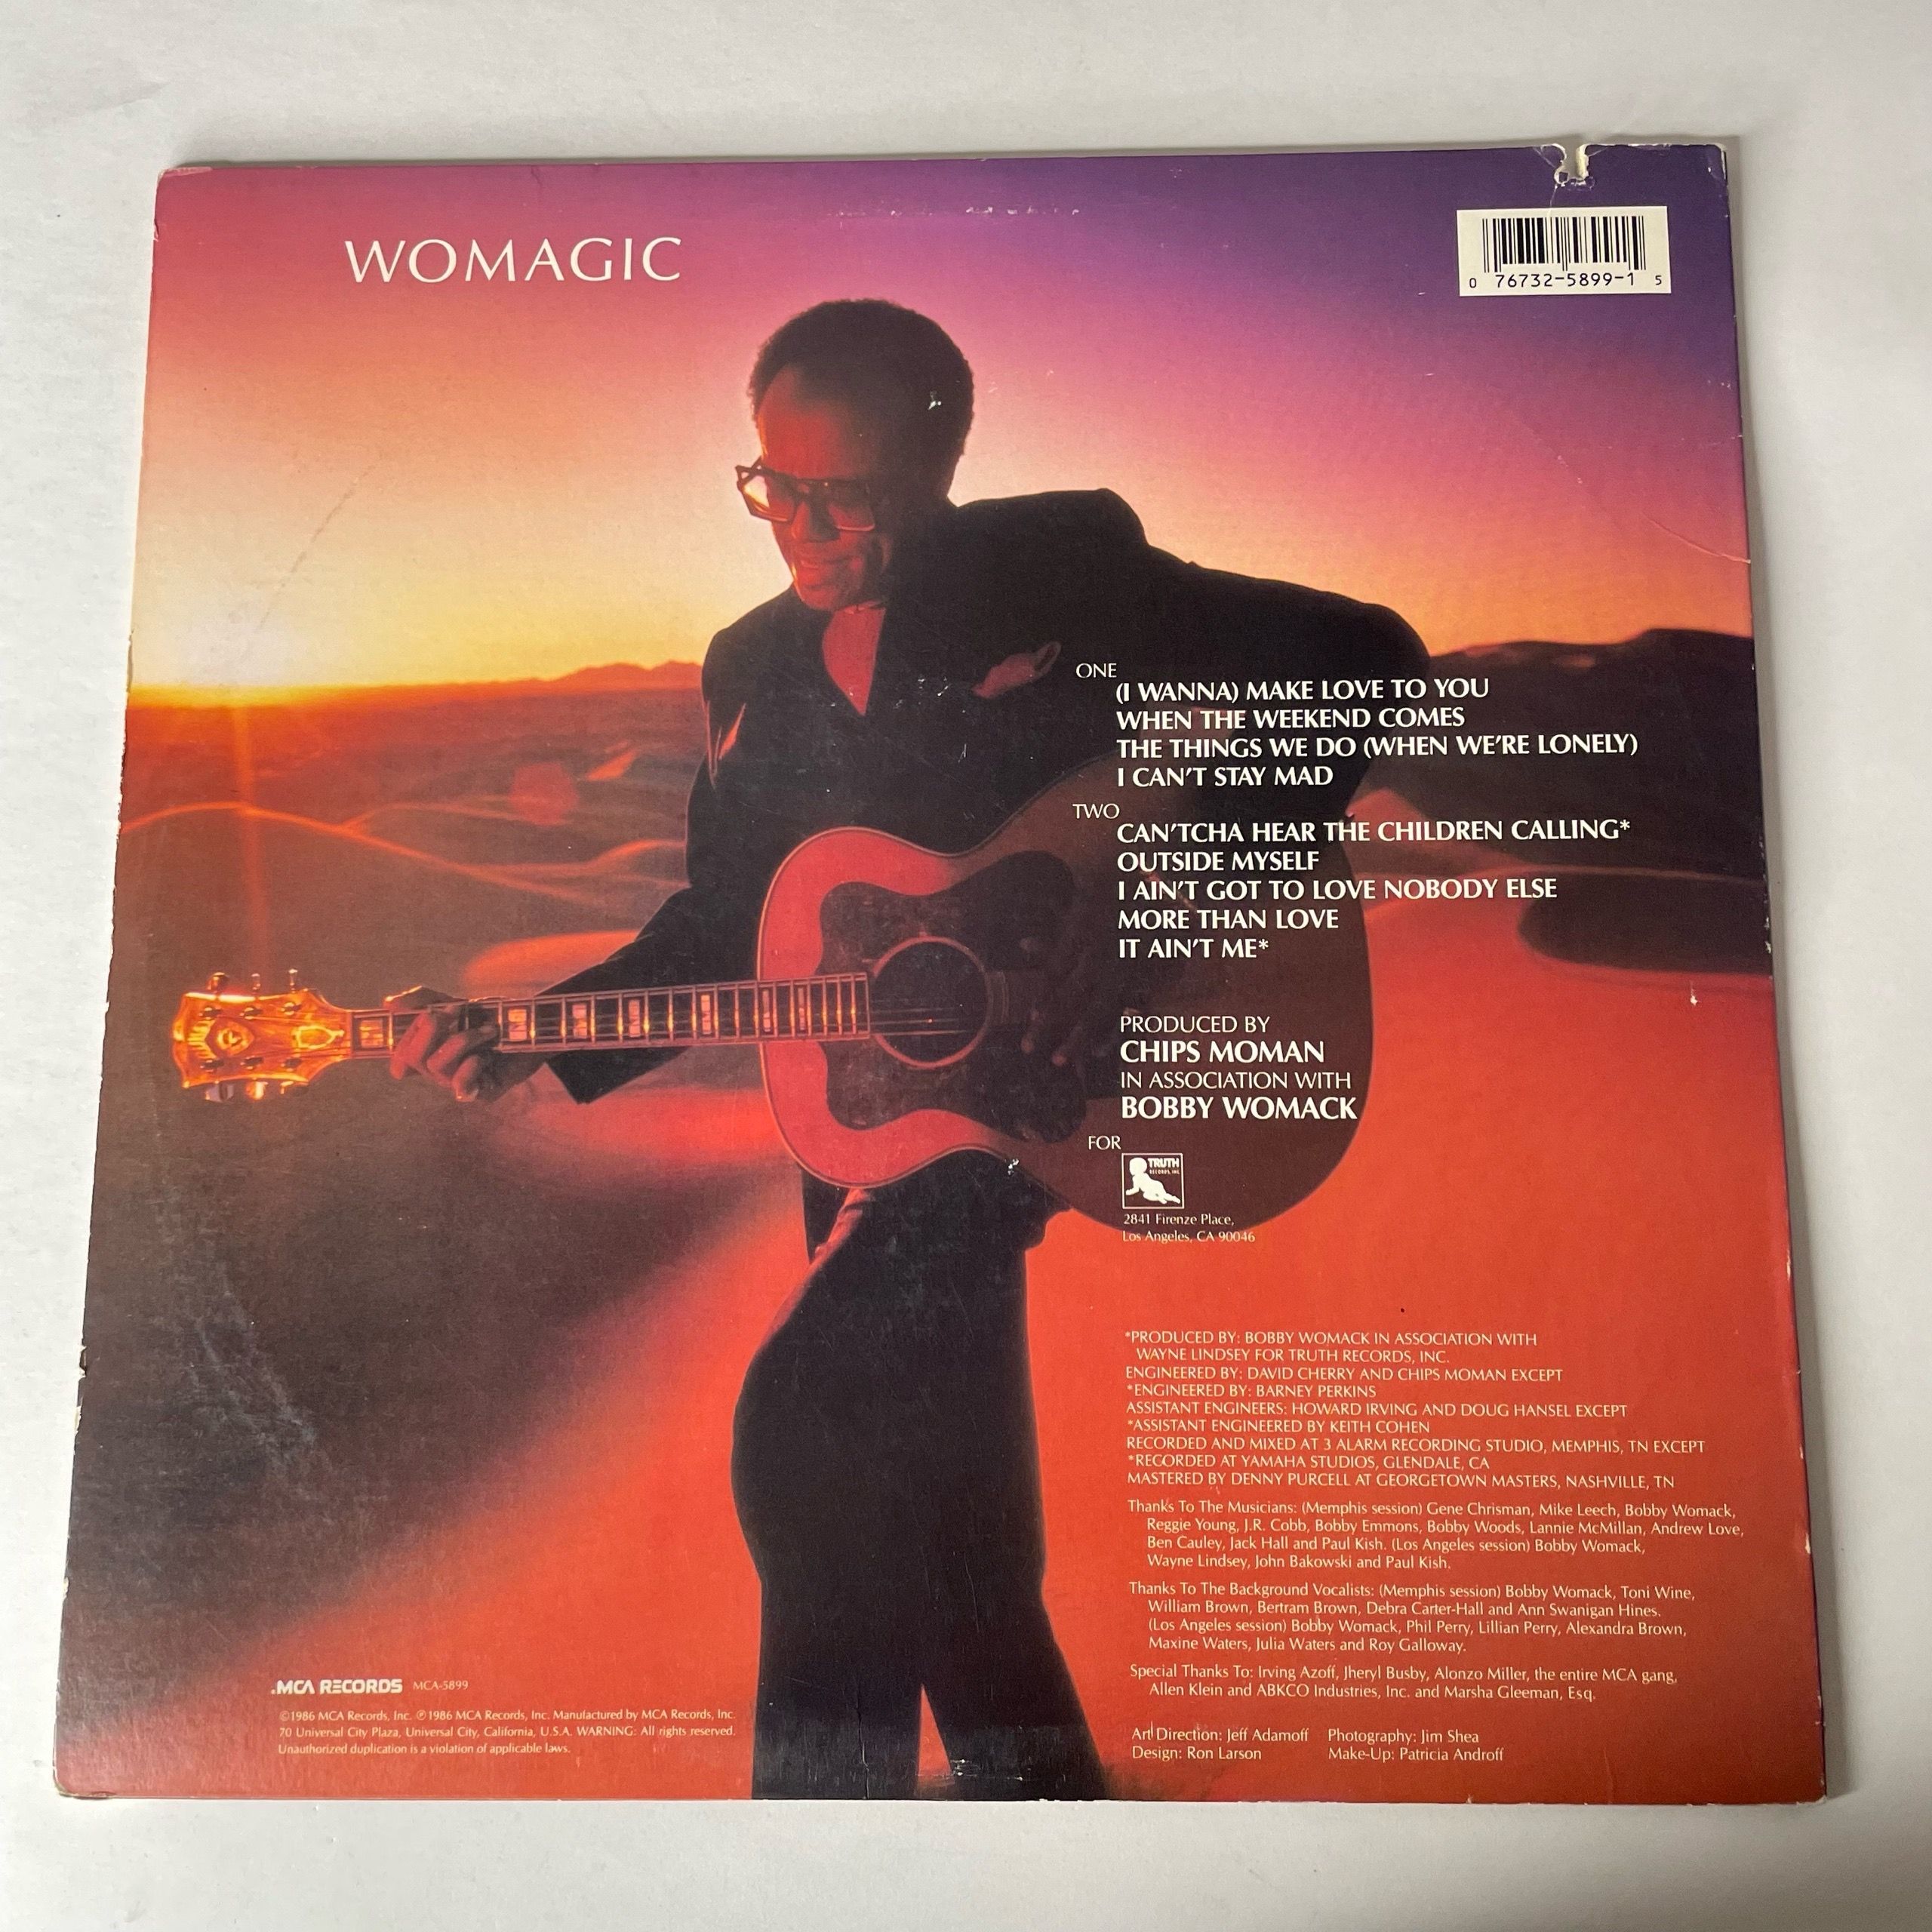 WOMAGIC
0 76732-5899-1 5
ONE
(I WANNA) MAKE LOVE TO YOU
WHEN THE WEEKEND COMES
THE THINGS WE DO (WHEN WE'RE LONELY)
I CAN'T STAY MAD
TWO
CAN'TCHA HEAR THE CHILDREN CALLING*
OUTSIDE MYSELF
I AIN'T GOT TO LOVE NOBODY ELSE
MORE THAN LOVE
IT AIN'T ME*
PRODUCED BY
CHIPS MOMAN
IN ASSOCIATION WITH
BOBBY WOMACK
FOR
TRUTH
RECORDS, INC.
2841 Firenze Place,
Los Angeles, CA 90046
*PRODUCED BY: BOBBY WOMACK IN ASSOCIATION WITH
WAYNE LINDSEY FOR TRUTH RECORDS, INC.
ENGINEERED BY: DAVID CHERRY AND CHIPS MOMAN EXCEPT
*ENGINEERED BY: BARNEY PERKINS
ASSISTANT ENGINEERS: HOWARD IRVING AND DOUG HANSEL EXCEPT
*ASSISTANT ENGINEERED BY KEITH COHEN
RECORDED AND MIXED AT 3 ALARM RECORDING STUDIO, MEMPHIS, TN EXCEPT
*RECORDED AT YAMAHA STUDIOS, GLENDALE, CA
MASTERED BY DENNY PURCELL AT GEORGETOWN MASTERS, NASHVILLE, TN
Thanks To The Musicians: (Memphis session) Gene Chrisman, Mike Leech, Bobby Womack,
Reggie Young, J.R. Cobb, Bobby Emmons, Bobby Woods, Lannie McMillan, Andrew Love,
Ben Cauley, Jack Hall and Paul Kish. (Los Angeles session) Bobby Womack,
Wayne Lindsey, John Bakowski and Paul Kish.
Thanks To The Background Vocalists: (Memphis session) Bobby Womack, Toni Wine,
William Brown, Bertram Brown, Debra Carter-Hall and Ann Swanigan Hines.
(Los Angeles session) Bobby Womack, Phil Perry, Lillian Perry, Alexandra Brown,
Maxine Waters, Julia Waters and Roy Galloway.
Special Thanks To: Irving Azoff, Jheryl Busby, Alonzo Miller, the entire MCA gang,
Allen Klein and ABKCO Industries, Inc. and Marsha Gleeman, Esq.
Art Direction: Jeff Adamoff Photography: Jim Shea
Design: Ron Larson Make-Up: Patricia Androff
.MCA RECORDS MCA-5899
©1986 MCA Records, Inc. ℗1986 MCA Records, Inc. Manufactured by MCA Records, Inc.
70 Universal City Plaza, Universal City, California, U.S.A. WARNING: All rights reserved.
Unauthorized duplication is a violation of applicable laws.